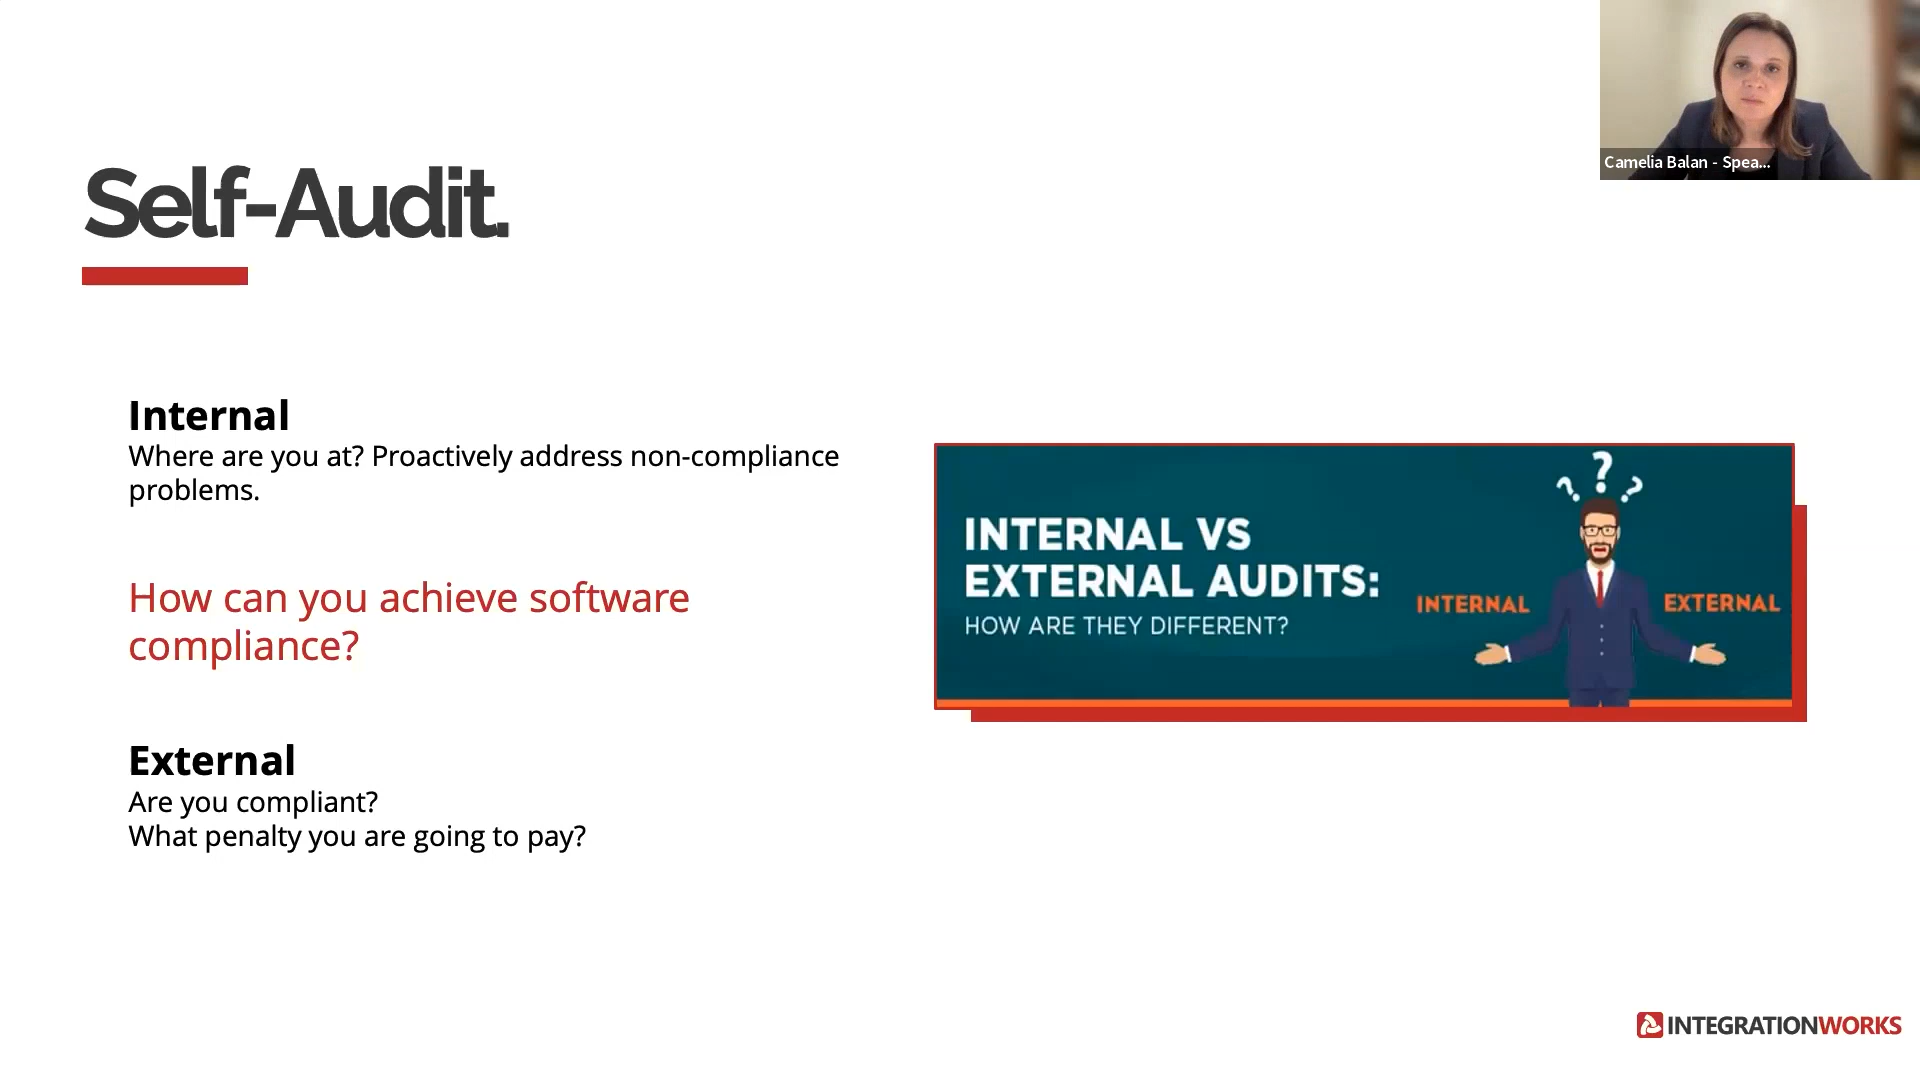 Camelia Balan - Spea...
Self-Audit.
Internal
Where are you at? Proactively address non-compliance
problems.
How can you achieve software
compliance?
External
Are you compliant?
What penalty you are going to pay?
INTERNAL VS
EXTERNAL AUDITS:
HOW ARE THEY DIFFERENT?
? ? ?
INTERNAL
EXTERNAL
INTEGRATIONWORKS